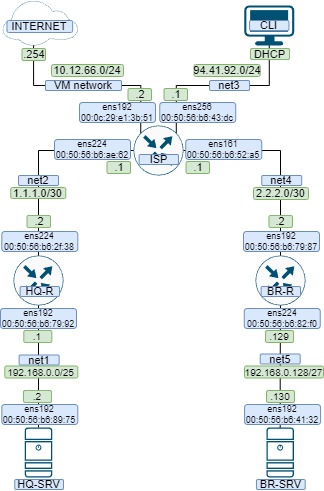 INTERNET
CLI
.254
DHCP
10.12.66.0/24
94.41.92.0/24
VM network
net3
.2
.1
ens192
00:0c:29:e1:3b:51
ens256
00:50:56:b6:43:dc
ens224
00:50:56:b6:ae:62
ISP
ens161
00:50:56:b6:52:a5
.1
.1
net2
1.1.1.0/30
net4
2.2.2.0/30
.2
.2
ens224
00:50:56:b6:2f:38
ens192
00:50:56:b6:79:87
HQ-R
BR-R
ens192
00:50:56:b6:79:92
ens224
00:50:56:b6:82:f0
.1
.129
net1
192.168.0.0/25
net5
192.168.0.128/27
.2
.130
ens192
00:50:56:b6:89:75
ens192
00:50:56:b6:41:32
HQ-SRV
BR-SRV